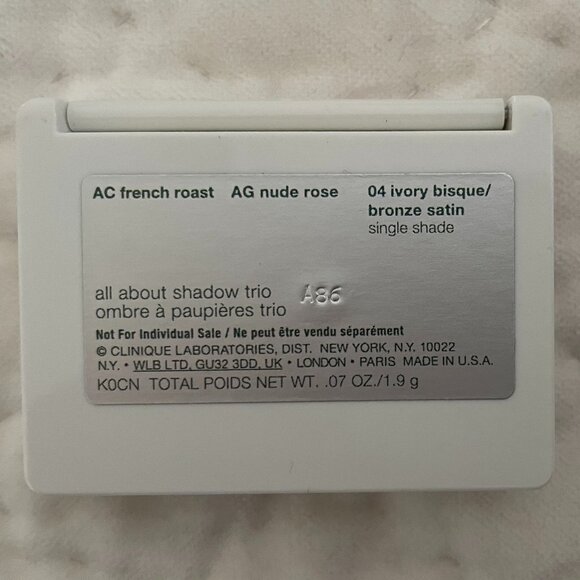 AC french roast AG nude rose 04 ivory bisque/
bronze satin
single shade
all about shadow trio A86
ombre à paupières trio
Not For Individual Sale / Ne peut être vendu séparément
© CLINIQUE LABORATORIES, DIST. NEW YORK, N.Y. 10022
N.Y. • WLB LTD, GU32 3DD, UK • LONDON • PARIS MADE IN U.S.A.
K0CN TOTAL POIDS NET WT. .07 OZ./1.9 g